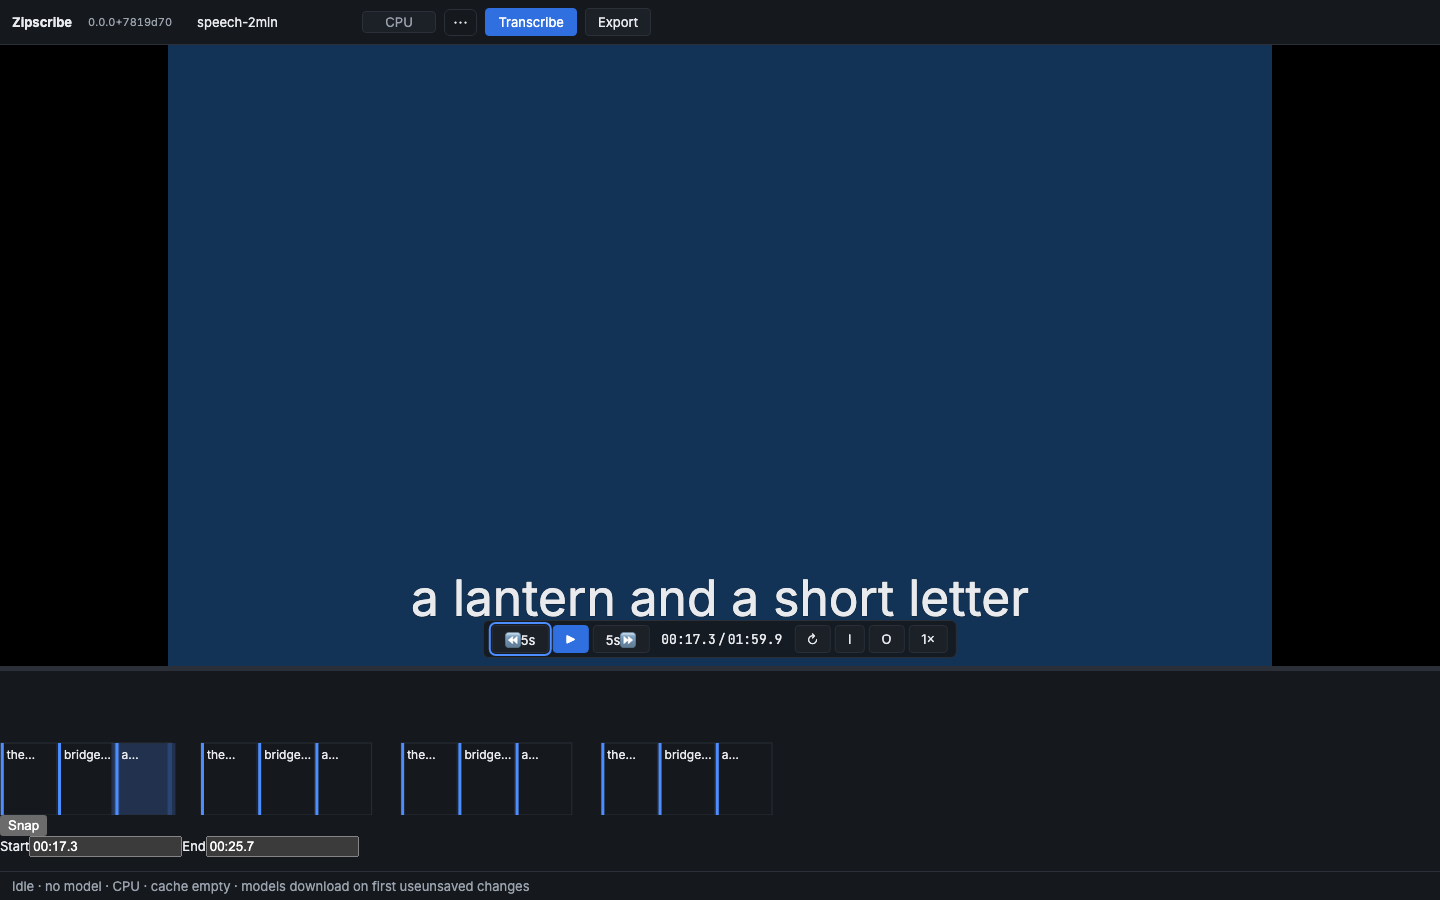 Zipscribe 0.0.0+7819d70 speech-2min CPU ··· Transcribe Export
a lantern and a short letter
⏪5s ▶ 5s⏩ 00:17.3/01:59.9 ↻ I O 1×
the... bridge... a... the... bridge... a... the... bridge... a... the... bridge... a...
Snap
Start 00:17.3 End 00:25.7
Idle · no model · CPU · cache empty · models download on first useunsaved changes